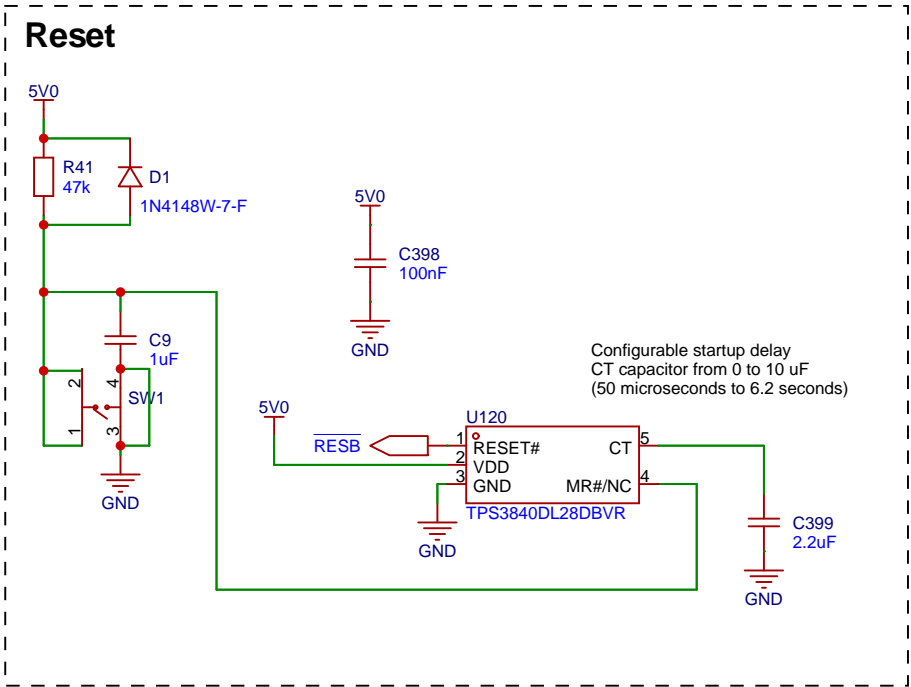 Reset
5V0
R41
47k
D1
1N4148W-7-F
5V0
C398
100nF
GND
C9
1uF
2
4
SW1
1
3
GND
Configurable startup delay
CT capacitor from 0 to 10 uF
(50 microseconds to 6.2 seconds)
5V0
U120
RESB
1
RESET#
CT
5
2
VDD
3
GND
MR#/NC
4
TPS3840DL28DBVR
GND
C399
2.2uF
GND